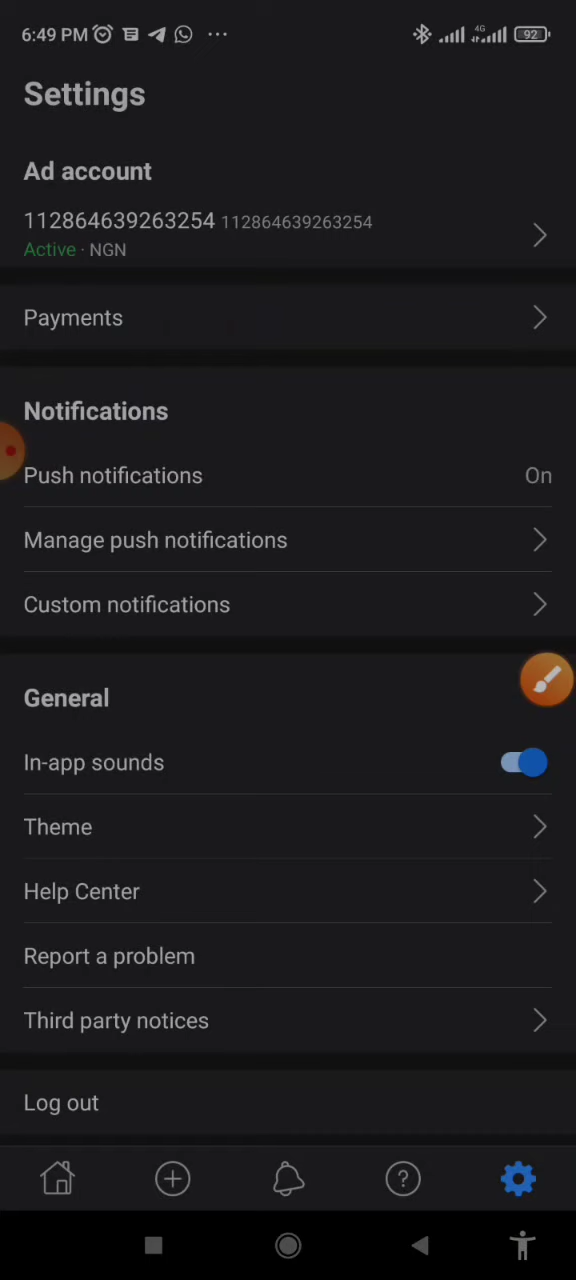 6:49 PM 4G 92
Settings
Ad account
112864639263254 112864639263254
Active · NGN
Payments
Notifications
Push notifications On
Manage push notifications
Custom notifications
General
In-app sounds
Theme
Help Center
Report a problem
Third party notices
Log out